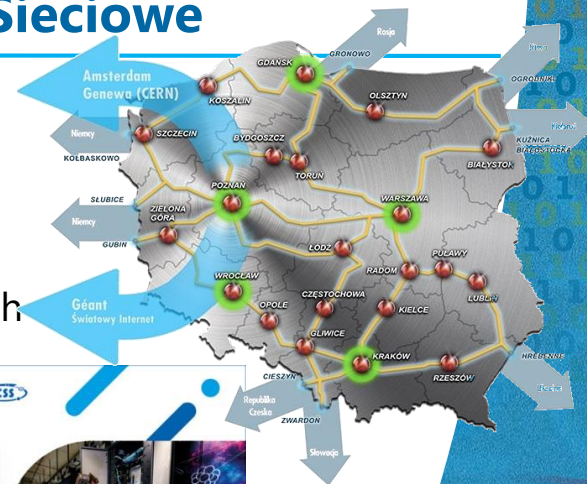 Sieciowe
Rosja
GRONOWO
GDAŃSK
Amsterdam
Genewa (CERN)
KOSZALIN
OLSZTYN
OGRODNIKI
Niemcy
SZCZECIN
BYDGOSZCZ
KUŹNICA
BIAŁOSTOCKA
KOŁBASKOWO
TORUŃ
BIAŁYSTOK
POZNAŃ
SŁUBICE
ZIELONA
GÓRA
WARSZAWA
Niemcy
GUBIN
ŁÓDŹ
PUŁAWY
RADOM
WROCŁAW
CZĘSTOCHOWA
LUBLIN
Géant
Światowy Internet
h
OPOLE
KIELCE
GLIWICE
KRAKÓW
HREBENNE
CIESZYN
RZESZÓW
Republika
Czeska
ZWARDOŃ
Słowacja